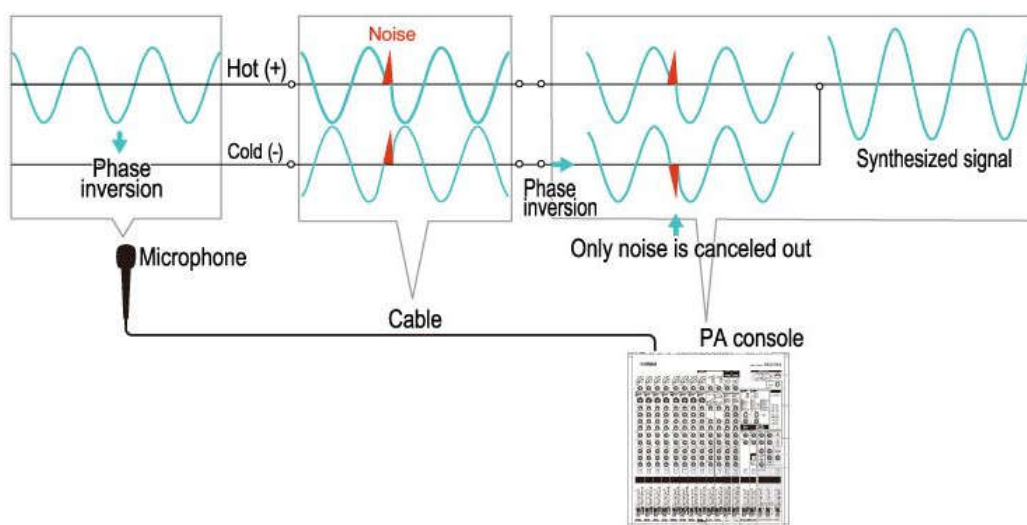 Noise
Hot (+)
Cold (-)
Phase
inversion
Phase
inversion
Synthesized signal
Only noise is canceled out
Microphone
Cable
PA console